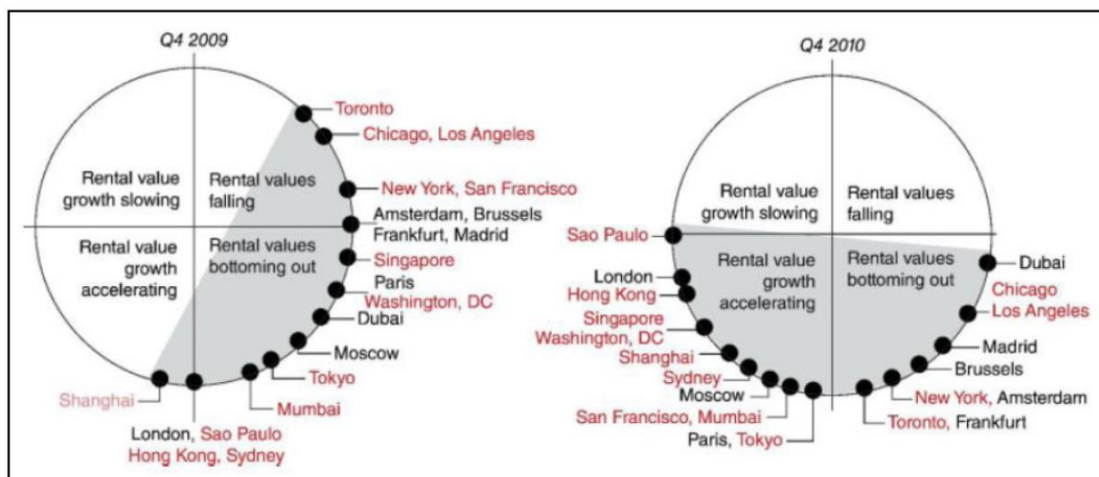 Q4 2009
Toronto
Chicago, Los Angeles
Rental value
growth slowing
Rental values
falling
New York, San Francisco
Amsterdam, Brussels
Frankfurt, Madrid
Rental value
growth
accelerating
Rental values
bottoming out
Singapore
Paris
Washington, DC
Dubai
Moscow
Tokyo
Shanghai
Mumbai
London, Sao Paulo
Hong Kong, Sydney
Q4 2010
Rental value
growth slowing
Rental values
falling
Sao Paulo
Rental value
growth
accelerating
Rental values
bottoming out
Dubai
London
Hong Kong
Chicago
Los Angeles
Singapore
Washington, DC
Madrid
Shanghai
Brussels
Sydney
Moscow
New York, Amsterdam
San Francisco, Mumbai
Toronto, Frankfurt
Paris, Tokyo